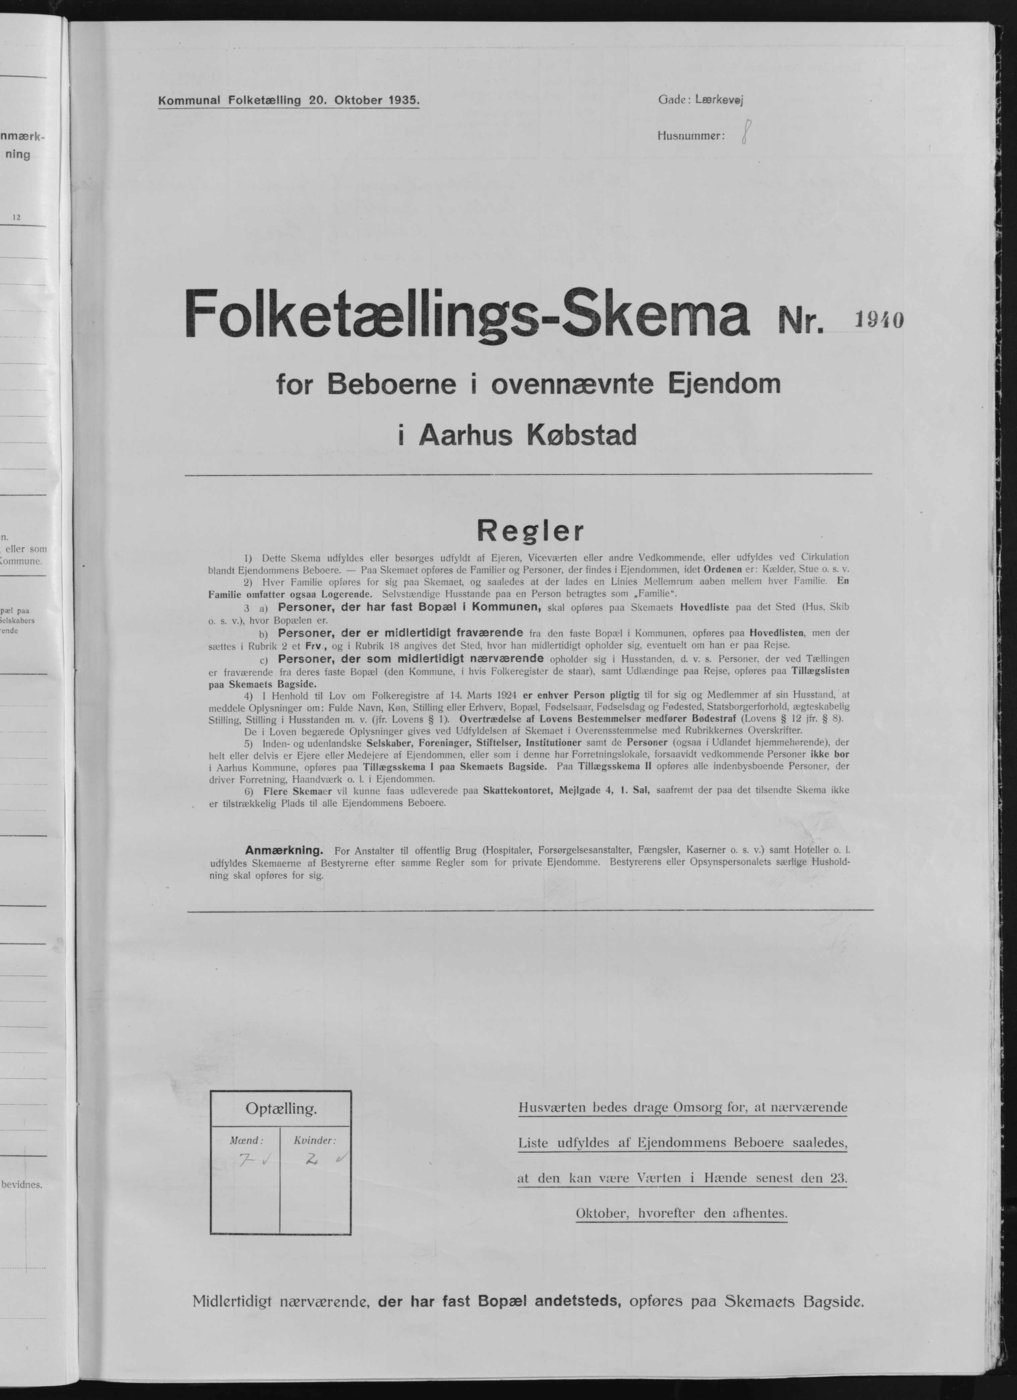 nmærk-
ning
12
n.
eller som
Kommune.
pæl paa
Selskabers
ende
bevidnes.
Kommunal Folketælling 20. Oktober 1935.
Gade: Lærkevej
Husnummer: 8
Folketællings-Skema Nr. 1940
for Beboerne i ovennævnte Ejendom
i Aarhus Købstad
Regler
1) Dette Skema udfyldes eller besørges udfyldt af Ejeren, Viceværten eller andre Vedkommende, eller udfyldes ved Cirkulation
blandt Ejendommens Beboere. — Paa Skemaet opføres de Familier og Personer, der findes i Ejendommen, idet Ordenen er: Kælder, Stue o. s. v.
2) Hver Familie opføres for sig paa Skemaet, og saaledes at der lades en Linies Mellemrum aaben mellem hver Familie. En
Familie omfatter ogsaa Logerende. Selvstændige Husstande paa en Person betragtes som „Familie".
3 a) Personer, der har fast Bopæl i Kommunen, skal opføres paa Skemaets Hovedliste paa det Sted (Hus, Skib
o. s. v.), hvor Bopælen er.
b) Personer, der er midlertidigt fraværende fra den faste Bopæl i Kommunen, opføres paa Hovedlisten, men der
sættes i Rubrik 2 et Frv, og i Rubrik 18 angives det Sted, hvor han midlertidigt opholder sig, eventuelt om han er paa Rejse.
c) Personer, der som midlertidigt nærværende opholder sig i Husstanden, d. v. s. Personer, der ved Tællingen
er fraværende fra deres faste Bopæl (den Kommune, i hvis Folkeregister de staar), samt Udlændinge paa Rejse, opføres paa Tillægslisten
paa Skemaets Bagside.
4) I Henhold til Lov om Folkeregistre af 14. Marts 1924 er enhver Person pligtig til for sig og Medlemmer af sin Husstand, at
meddele Oplysninger om: Fulde Navn, Køn, Stilling eller Erhverv, Bopæl, Fødselsaar, Fødselsdag og Fødested, Statsborgerforhold, ægteskabelig
Stilling, Stilling i Husstanden m. v. (jfr. Lovens § 1). Overtrædelse af Lovens Bestemmelser medfører Bødestraf (Lovens § 12 jfr. § 8).
De i Loven begærede Oplysninger gives ved Udfyldelsen af Skemaet i Overensstemmelse med Rubrikkernes Overskrifter.
5) Inden- og udenlandske Selskaber, Foreninger, Stiftelser, Institutioner samt de Personer (ogsaa i Udlandet hjemmehørende), der
helt eller delvis er Ejere eller Medejere af Ejendommen, eller som i denne har Forretningslokale, forsaavidt vedkommende Personer ikke bor
i Aarhus Kommune, opføres paa Tillægsskema I paa Skemaets Bagside. Paa Tillægsskema II opføres alle indenbysboende Personer, der
driver Forretning, Haandværk o. l. i Ejendommen.
6) Flere Skemaer vil kunne faas udleverede paa Skattekontoret, Mejlgade 4, 1. Sal, saafremt der paa det tilsendte Skema ikke
er tilstrækkelig Plads til alle Ejendommens Beboere.
Anmærkning. For Anstalter til offentlig Brug (Hospitaler, Forsørgelsesanstalter, Fængsler, Kaserner o. s. v.) samt Hoteller o. l.
udfyldes Skemaerne af Bestyrerne efter samme Regler som for private Ejendomme. Bestyrerens eller Opsynspersonalets særlige Hushold-
ning skal opføres for sig.
Optælling.
Mænd: Kvinder:
7 ✓ 2 ✓
Husværten bedes drage Omsorg for, at nærværende
Liste udfyldes af Ejendommens Beboere saaledes,
at den kan være Værten i Hænde senest den 23.
Oktober, hvorefter den afhentes.
Midlertidigt nærværende, der har fast Bopæl andetsteds, opføres paa Skemaets Bagside.